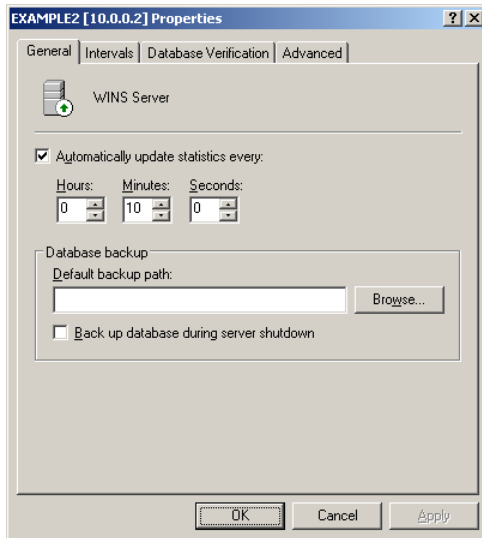 EXAMPLE2 [10.0.0.2] Properties
General Intervals Database Verification Advanced
WINS Server
Automatically update statistics every:
Hours: Minutes: Seconds:
0 10 0
Database backup
Default backup path:
Browse...
Back up database during server shutdown
OK Cancel Apply